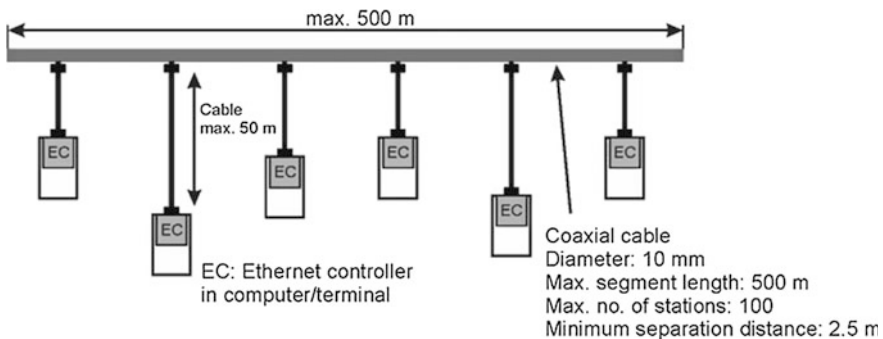 max. 500 m
Cable
max. 50 m
EC
EC
EC
EC
EC
EC
EC: Ethernet controller
in computer/terminal
Coaxial cable
Diameter: 10 mm
Max. segment length: 500 m
Max. no. of stations: 100
Minimum separation distance: 2.5 m